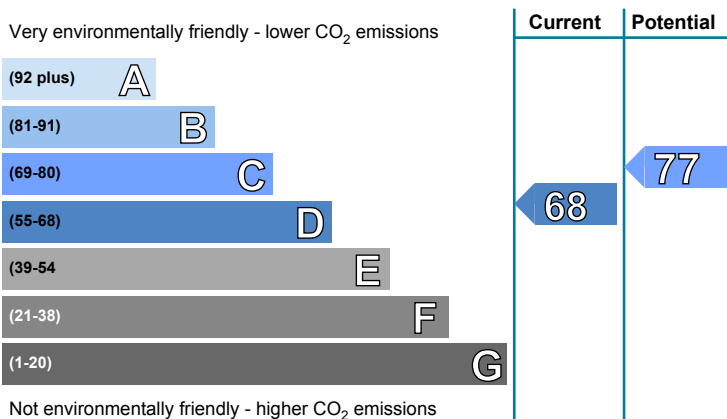 Very environmentally friendly - lower CO2 emissions
Current Potential
(92 plus) A
(81-91) B
(69-80) C
77
(55-68) D
68
(39-54 E
(21-38) F
(1-20) G
Not environmentally friendly - higher CO2 emissions